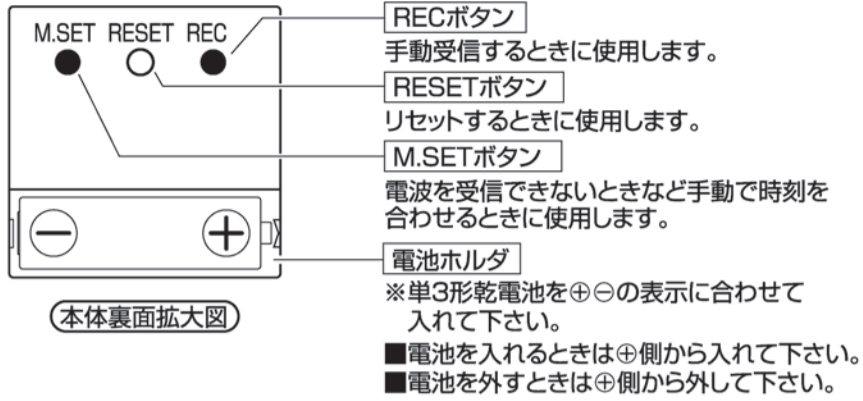 M.SET RESET REC
RECボタン
手動受信するときに使用します。
RESETボタン
リセットするときに使用します。
M.SETボタン
電波を受信できないときなど手動で時刻を
合わせるときに使用します。
電池ホルダ
※単3形乾電池を⊕⊖の表示に合わせて
入れて下さい。
■電池を入れるときは⊕側から入れて下さい。
■電池を外すときは⊕側から外して下さい。
⊖ ⊕
本体裏面拡大図